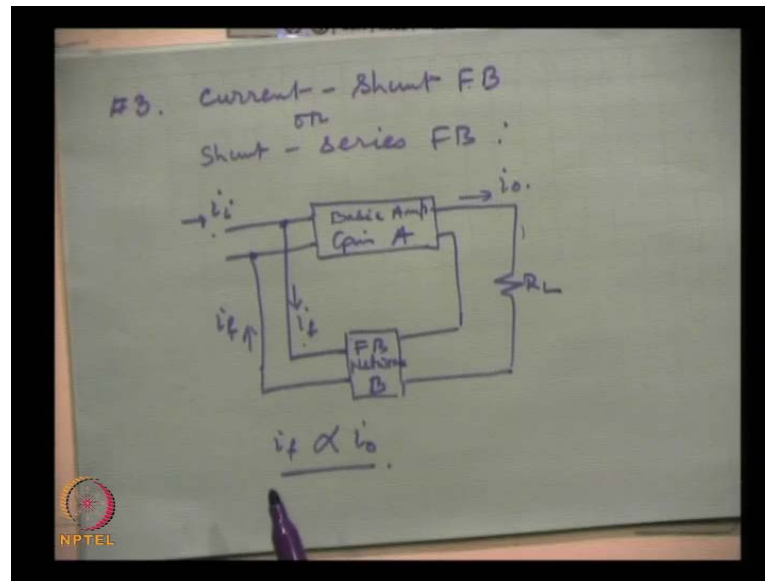 #3. Current - Shunt FB
OR
Shunt - Series FB :
→ ii
Basic Amp.
Gain A
→ io.
RL
if ↑
↓ if
FB
Network
B
if ∝ io.
NPTEL